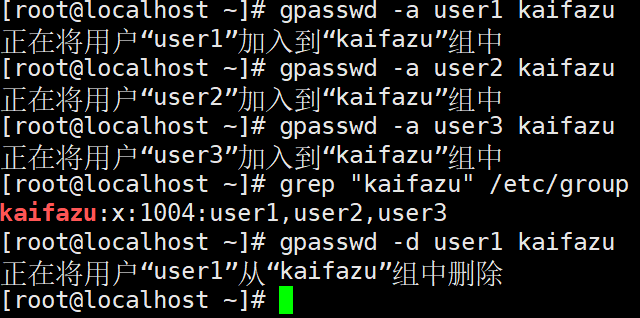 [root@localhost ~]# gpasswd -a user1 kaifazu
正在将用户“user1”加入到“kaifazu”组中
[root@localhost ~]# gpasswd -a user2 kaifazu
正在将用户“user2”加入到“kaifazu”组中
[root@localhost ~]# gpasswd -a user3 kaifazu
正在将用户“user3”加入到“kaifazu”组中
[root@localhost ~]# grep "kaifazu" /etc/group
kaifazu:x:1004:user1,user2,user3
[root@localhost ~]# gpasswd -d user1 kaifazu
正在将用户“user1”从“kaifazu”组中删除
[root@localhost ~]#